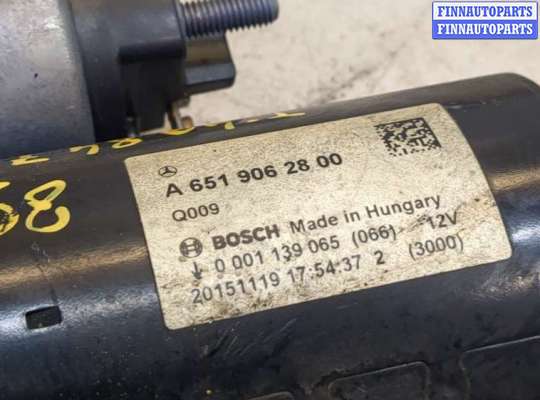 FINNAUTOPARTS
FINNAUTOPARTS
A 651 906 28 00
Q009
BOSCH Made in Hungary
0 001 139 065 (066) 12V
20151119 17:54:37 2 (3000)